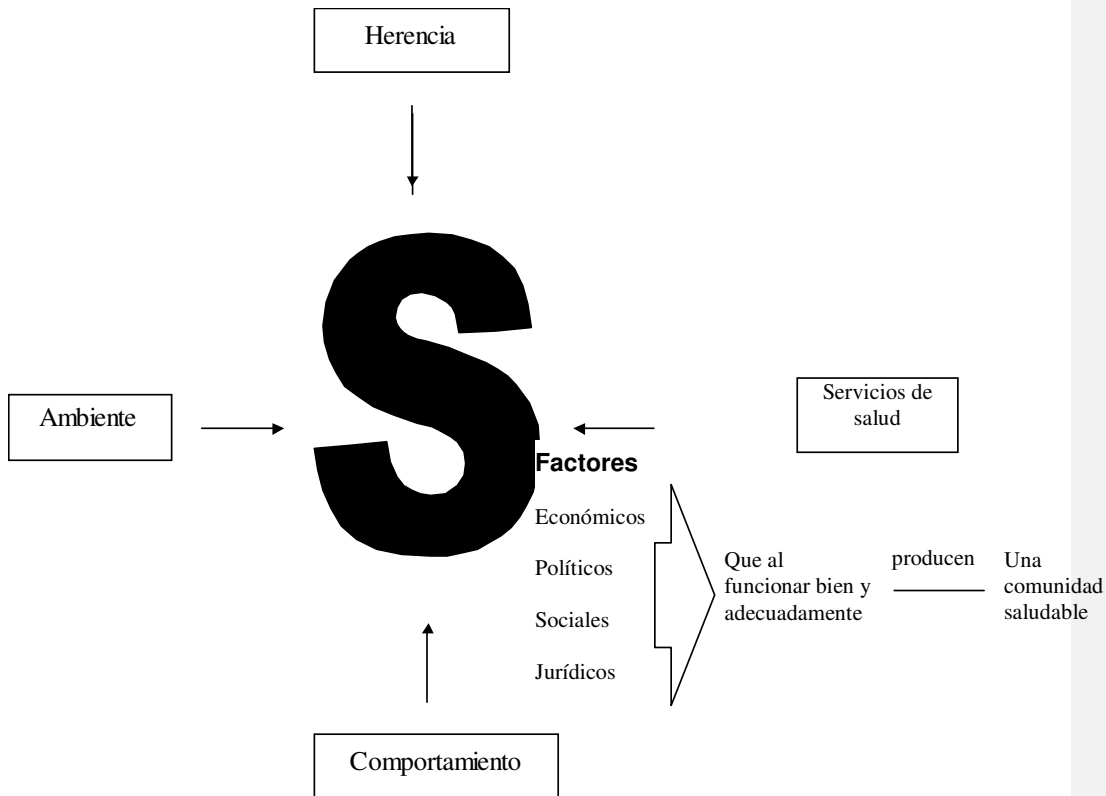 Herencia
S
Ambiente
Servicios de
salud
Factores
Económicos
Políticos
Sociales
Jurídicos
Que al
funcionar bien y
adecuadamente
producen
Una
comunidad
saludable
Comportamiento